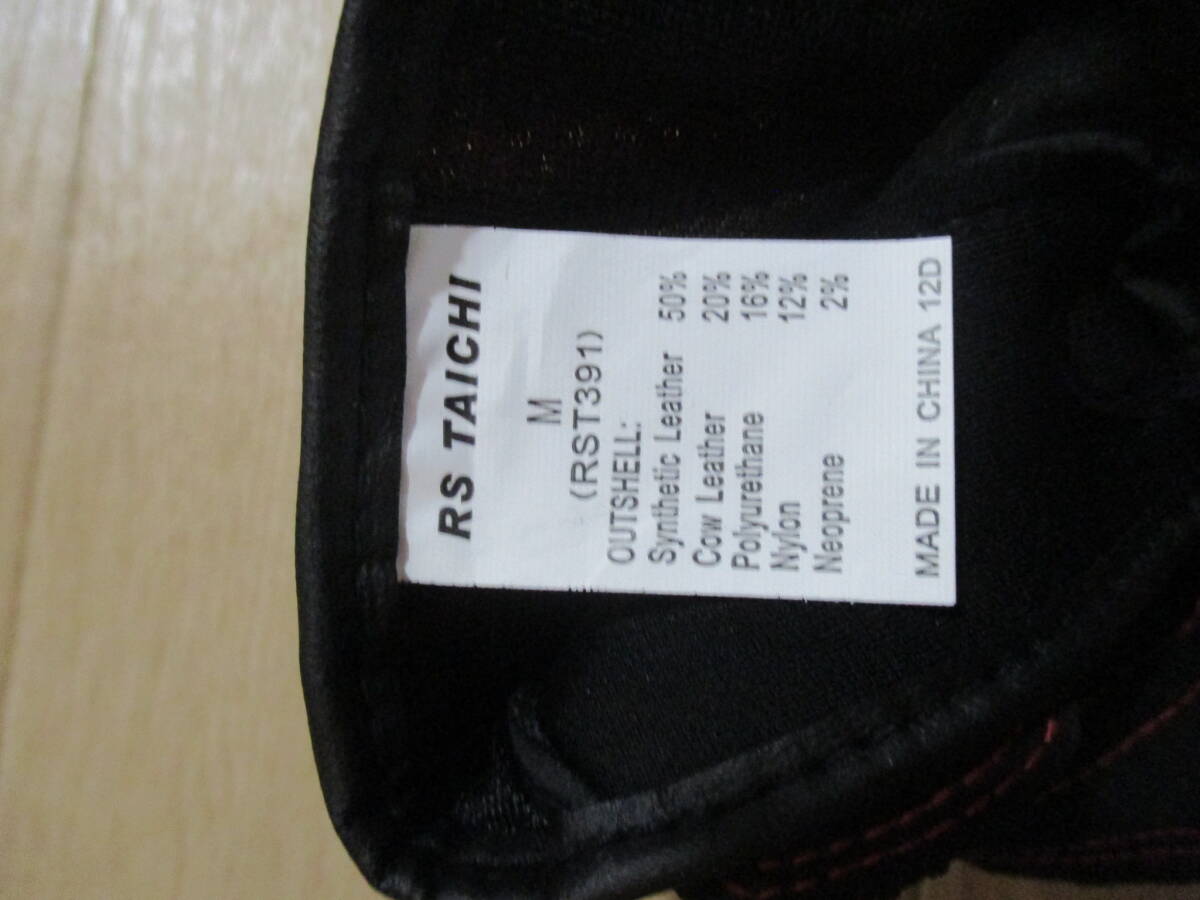 RS TAICHI
M
(RST391)
OUTSHELL:
Synthetic Leather 50%
Cow Leather 20%
Polyurethane 16%
Nylon 12%
Neoprene 2%
MADE IN CHINA 12D